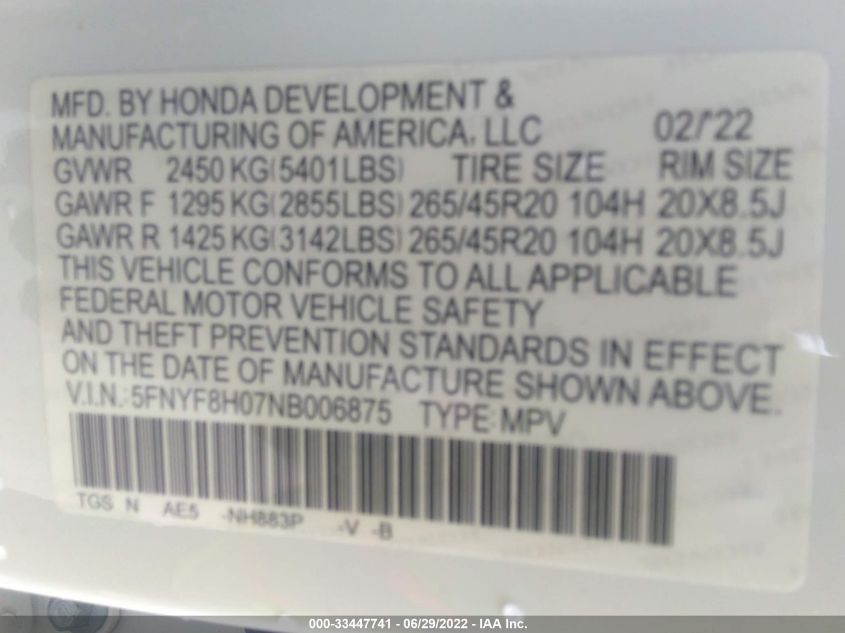 MFD. BY HONDA DEVELOPMENT &
MANUFACTURING OF AMERICA, LLC 02/'22
GVWR 2450 KG(5401LBS) TIRE SIZE RIM SIZE
GAWR F 1295 KG(2855LBS) 265/45R20 104H 20X8.5J
GAWR R 1425 KG(3142LBS) 265/45R20 104H 20X8.5J
THIS VEHICLE CONFORMS TO ALL APPLICABLE
FEDERAL MOTOR VEHICLE SAFETY
AND THEFT PREVENTION STANDARDS IN EFFECT
ON THE DATE OF MANUFACTURE SHOWN ABOVE.
V.I.N.:5FNYF8H07NB006875 TYPE:MPV
TGS N AE5 -NH883P -V -B
000-33447741 - 06/29/2022 - IAA Inc.